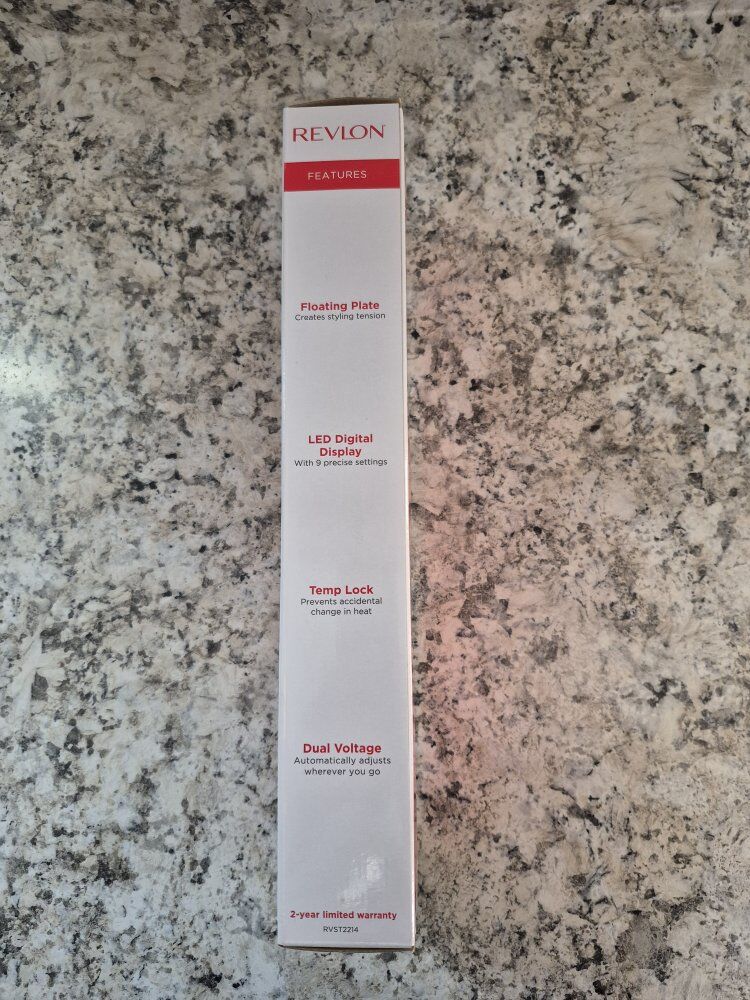 REVLON
FEATURES
Floating Plate
Creates styling tension
LED Digital
Display
With 9 precise settings
Temp Lock
Prevents accidental
change in heat
Dual Voltage
Automatically adjusts
wherever you go
2-year limited warranty
RVST2214